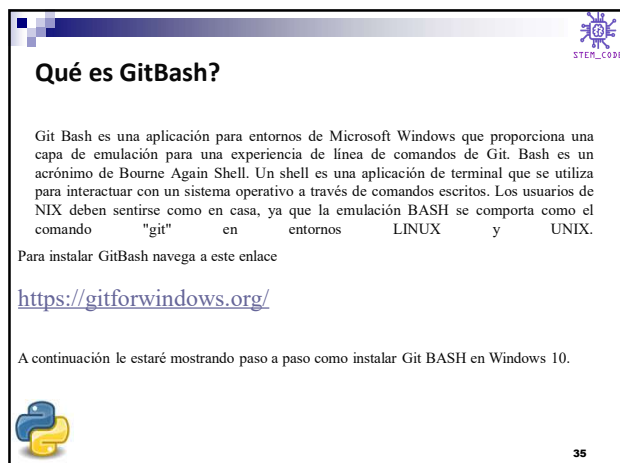 STEM_CODE
Qué es GitBash?
Git Bash es una aplicación para entornos de Microsoft Windows que proporciona una
capa de emulación para una experiencia de línea de comandos de Git. Bash es un
acrónimo de Bourne Again Shell. Un shell es una aplicación de terminal que se utiliza
para interactuar con un sistema operativo a través de comandos escritos. Los usuarios de
NIX deben sentirse como en casa, ya que la emulación BASH se comporta como el
comando "git" en entornos LINUX y UNIX.
Para instalar GitBash navega a este enlace
https://gitforwindows.org/
A continuación le estaré mostrando paso a paso como instalar Git BASH en Windows 10.
35